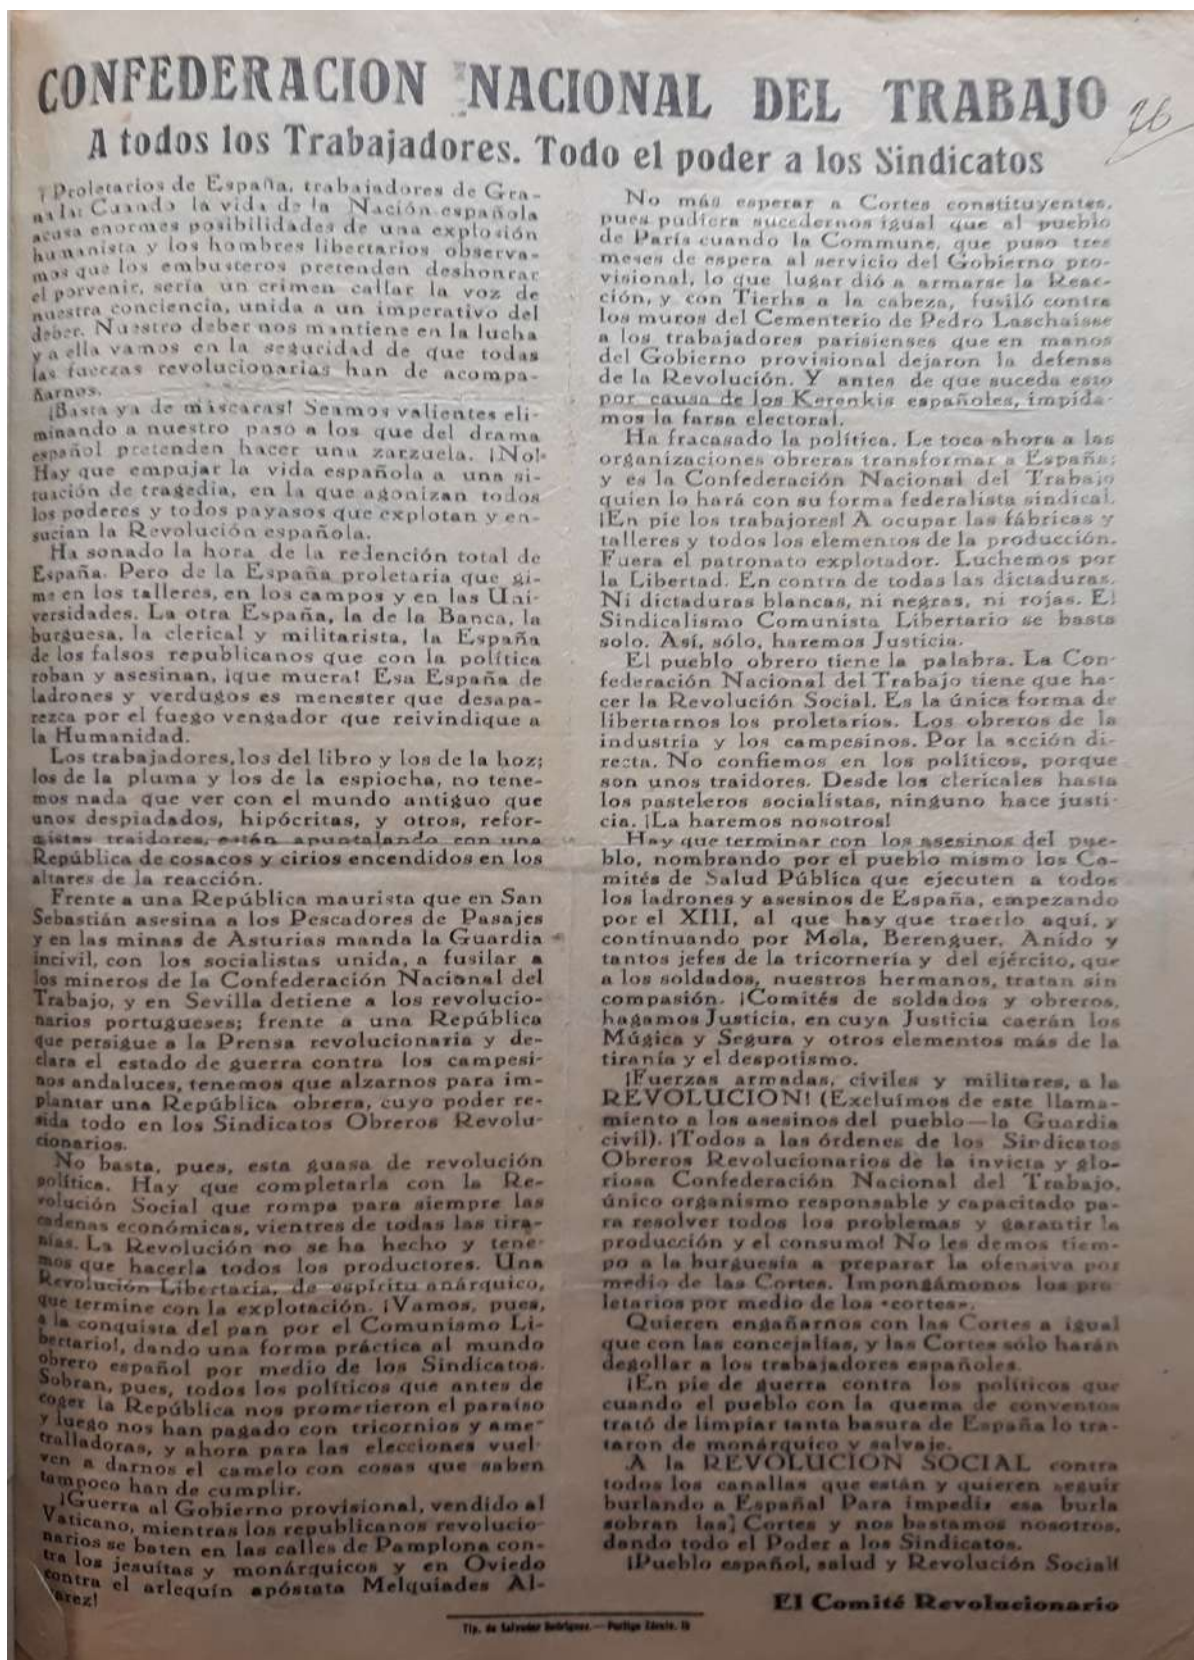 CONFEDERACION NACIONAL DEL TRABAJO
26
A todos los Trabajadores. Todo el poder a los Sindicatos
¡Proletarios de España, trabajadores de Gra-
nada: Cuando la vida de la Nación española
acusa enormes posibilidades de una explosión
humanista y los hombres libertarios observa-
mos que los embusteros pretenden deshonrar
el porvenir, sería un crimen callar la voz de
nuestra conciencia, unida a un imperativo del
deber. Nuestro deber nos mantiene en la lucha
y a ella vamos en la seguridad de que todas
las fuerzas revolucionarias han de acompa-
ñarnos.
¡Basta ya de máscaras! Seamos valientes eli-
minando a nuestro paso a los que del drama
español pretenden hacer una zarzuela. ¡No!
Hay que empujar la vida española a una si-
tuación de tragedia, en la que agonizan todos
los poderes y todos payasos que explotan y en-
sucian la Revolución española.
Ha sonado la hora de la redención total de
España. Pero de la España proletaria que gi-
me en los talleres, en los campos y en las Uni-
versidades. La otra España, la de la Banca, la
burguesa, la clerical y militarista, la España
de los falsos republicanos que con la política
roban y asesinan, ¡que muera! Esa España de
ladrones y verdugos es menester que desapa-
rezca por el fuego vengador que reivindique a
la Humanidad.
Los trabajadores, los del libro y los de la hoz;
los de la pluma y los de la espiocha, no tene-
mos nada que ver con el mundo antiguo que
unos despiadados, hipócritas, y otros, refor-
mistas traidores, están apuntalando con una
República de cosacos y cirios encendidos en los
altares de la reacción.
Frente a una República maurista que en San
Sebastián asesina a los Pescadores de Pasajes
y en las minas de Asturias manda la Guardia
incivil, con los socialistas unida, a fusilar a
los mineros de la Confederación Nacional del
Trabajo, y en Sevilla detiene a los revolucio-
narios portugueses; frente a una República
que persigue a la Prensa revolucionaria y de-
clara el estado de guerra contra los campesi-
nos andaluces, tenemos que alzarnos para im-
plantar una República obrera, cuyo poder re-
sida todo en los Sindicatos Obreros Revolu-
cionarios.
No basta, pues, esta guasa de revolución
política. Hay que completarla con la Re-
volución Social que rompa para siempre las
cadenas económicas, vientres de todas las tira-
nías. La Revolución no se ha hecho y tene-
mos que hacerla todos los productores. Una
Revolución Libertaria, de espíritu anárquico,
que termine con la explotación. ¡Vamos, pues,
a la conquista del pan por el Comunismo Li-
bertario!, dando una forma práctica al mundo
obrero español por medio de los Sindicatos.
Sobran, pues, todos los políticos que antes de
coger la República nos prometieron el paraíso
y luego nos han pagado con tricornios y ame-
tralladoras, y ahora para las elecciones vuel-
ven a darnos el camelo con cosas que saben
tampoco han de cumplir.
¡Guerra al Gobierno provisional, vendido al
Vaticano, mientras los republicanos revolucio-
narios se baten en las calles de Pamplona con-
tra los jesuítas y monárquicos y en Oviedo
contra el arlequín apóstata Melquiades Al-
varez!
No más esperar a Cortes constituyentes,
pues pudiera sucedernos igual que al pueblo
de París cuando la Commune, que puso tres
meses de espera al servicio del Gobierno pro-
visional, lo que lugar dió a armarse la Reac-
ción, y con Tierhs a la cabeza, fusiló contra
los muros del Cementerio de Pedro Laschaisse
a los trabajadores parisienses que en manos
del Gobierno provisional dejaron la defensa
de la Revolución. Y antes de que suceda esto
por causa de los Kerenkis españoles, impida-
mos la farsa electoral.
Ha fracasado la política. Le toca ahora a las
organizaciones obreras transformar a España;
y es la Confederación Nacional del Trabajo
quien lo hará con su forma federalista sindical.
¡En pie los trabajores! A ocupar las fábricas y
talleres y todos los elementos de la producción.
Fuera el patronato explotador. Luchemos por
la Libertad. En contra de todas las dictaduras.
Ni dictaduras blancas, ni negras, ni rojas. El
Sindicalismo Comunista Libertario se basta
solo. Así, sólo, haremos Justicia.
El pueblo obrero tiene la palabra. La Con-
federación Nacional del Trabajo tiene que ha-
cer la Revolución Social. Es la única forma de
libertarnos los proletarios. Los obreros de la
industria y los campesinos. Por la acción di-
recta. No confiemos en los políticos, porque
son unos traidores. Desde los clericales hasta
los pasteleros socialistas, ninguno hace justi-
cia. ¡La haremos nosotros!
Hay que terminar con los asesinos del pue-
blo, nombrando por el pueblo mismo los Co-
mités de Salud Pública que ejecuten a todos
los ladrones y asesinos de España, empezando
por el XIII, al que hay que traerlo aquí, y
continuando por Mola, Berenguer, Anido y
tantos jefes de la tricornería y del ejército, que
a los soldados, nuestros hermanos, tratan sin
compasión. ¡Comités de soldados y obreros,
hagamos Justicia, en cuya Justicia caerán los
Múgica y Segura y otros elementos más de la
tiranía y el despotismo.
¡Fuerzas armadas, civiles y militares, a la
REVOLUCION! (Excluímos de este llama-
miento a los asesinos del pueblo—la Guardia
civil). ¡Todos a las órdenes de los Sindicatos
Obreros Revolucionarios de la invicta y glo-
riosa Confederación Nacional del Trabajo,
único organismo responsable y capacitado pa-
ra resolver todos los problemas y garantir la
producción y el consumo! No les demos tiem-
po a la burguesía a preparar la ofensiva por
medio de las Cortes. Impongámonos los pro-
letarios por medio de los «cortes».
Quieren engañarnos con las Cortes a igual
que con las concejalías, y las Cortes sólo harán
degollar a los trabajadores españoles.
¡En pie de guerra contra los políticos que
cuando el pueblo con la quema de conventos
trató de limpiar tanta basura de España lo tra-
taron de monárquico y salvaje.
A la REVOLUCION SOCIAL contra
todos los canallas que están y quieren seguir
burlando a España! Para impedir esa burla
sobran las Cortes y nos bastamos nosotros,
dando todo el Poder a los Sindicatos.
¡Pueblo español, salud y Revolución Social!
El Comité Revolucionario
Tip. de Salvador Rodríguez.—Postigo Zárate, 15